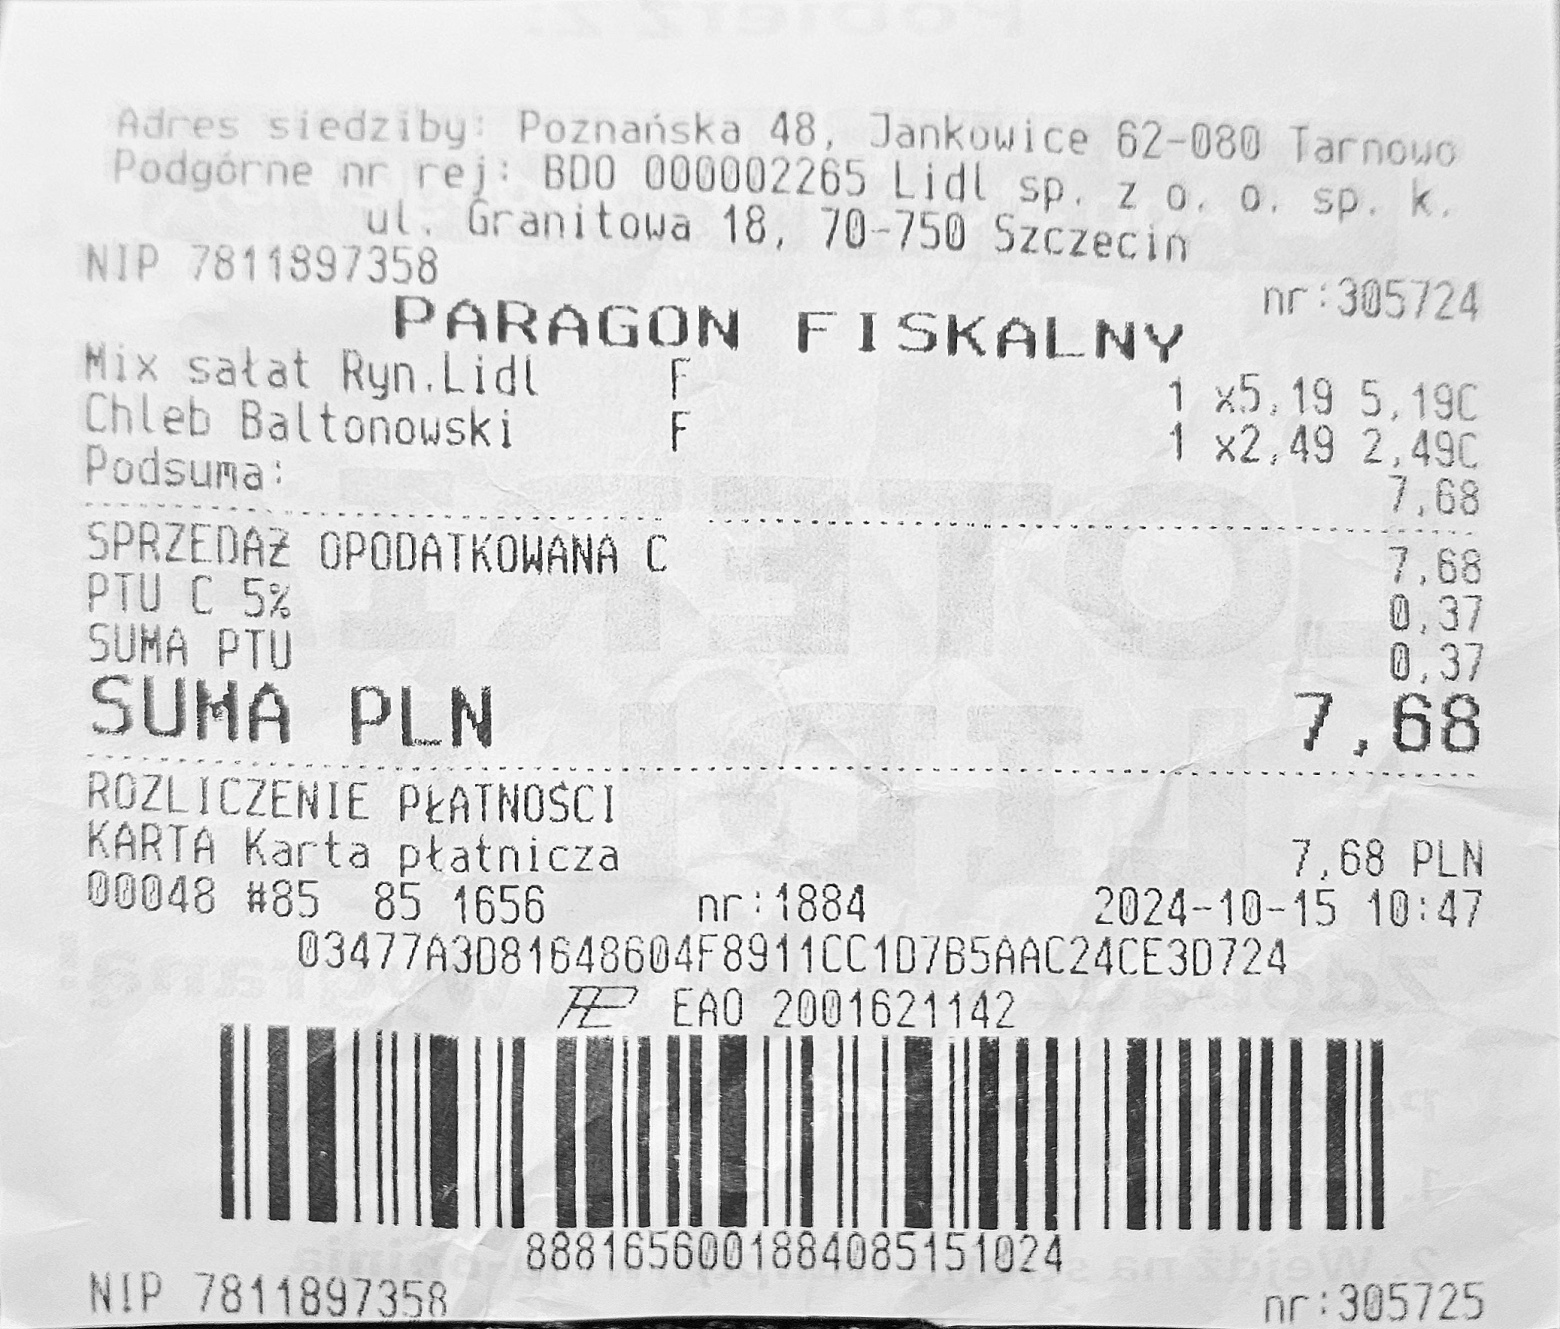 Adres siedziby: Poznańska 48, Jankowice 62-080 Tarnowo
Podgórne nr rej: BDO 000002265 Lidl sp. z o. o. sp. k.
ul. Granitowa 18, 70-750 Szczecin
NIP 7811897358
nr:305724
PARAGON FISKALNY
Mix sałat Ryn.Lidl F 1 x5,19 5,19C
Chleb Baltonowski F 1 x2,49 2,49C
Podsuma: 7,68
SPRZEDAŻ OPODATKOWANA C 7,68
PTU C 5% 0,37
SUMA PTU 0,37
SUMA PLN 7,68
ROZLICZENIE PŁATNOŚCI
KARTA Karta płatnicza 7,68 PLN
00048 #85 85 1656 nr:1884 2024-10-15 10:47
03477A3D81648604F8911CC1D7B5AAC24CE3D724
EAO 2001621142
8881656001884085151024
NIP 7811897358 nr:305725